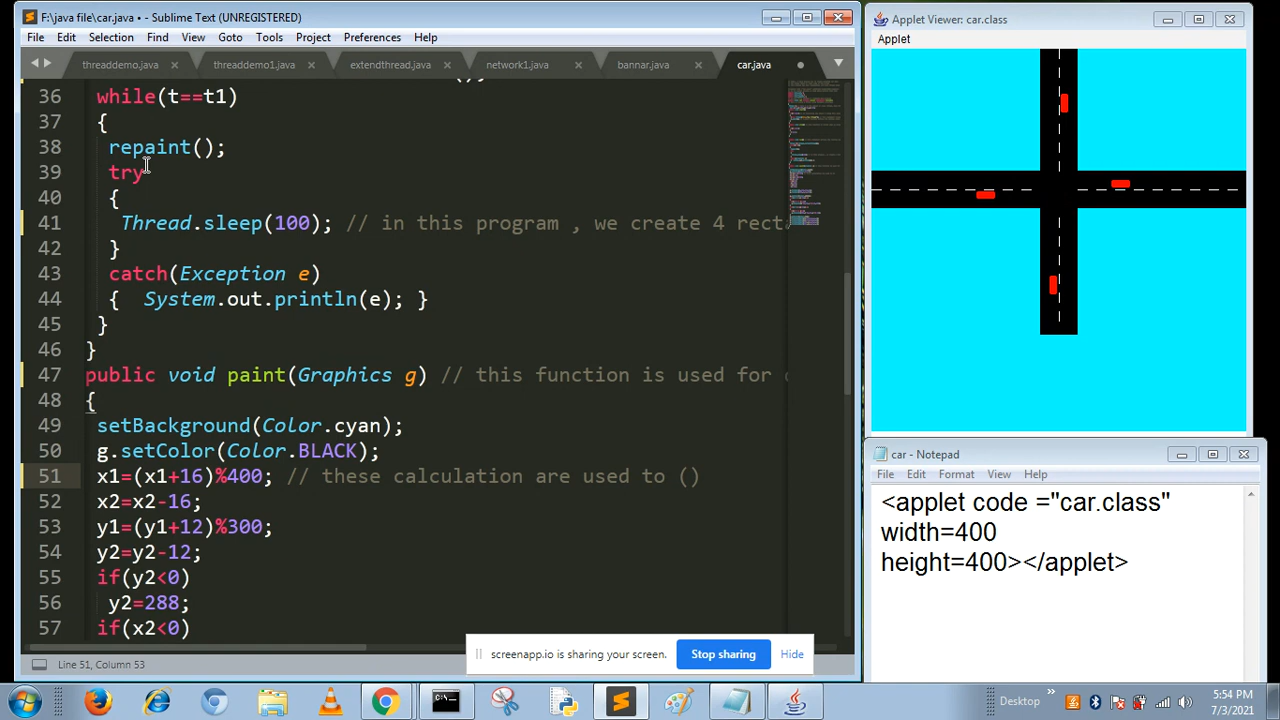 F:\java file\car.java • - Sublime Text (UNREGISTERED)
File Edit Selection Find View Goto Tools Project Preferences Help
threaddemo.java threaddemo1.java extendthread.java network1.java bannar.java car.java
();
36 while(t==t1)
37 {
38 repaint();
39 try
40 {
41 Thread.sleep(100); // in this program , we create 4 recta
42 }
43 catch(Exception e)
44 { System.out.println(e); }
45 }
46 }
47 public void paint(Graphics g) // this function is used for
48 {
49 setBackground(Color.cyan);
50 g.setColor(Color.BLACK);
51 x1=(x1+16)%400; // these calculation are used to ()
52 x2=x2-16;
53 y1=(y1+12)%300;
54 y2=y2-12;
55 if(y2<0)
56 y2=288;
57 if(x2<0)
screenapp.io is sharing your screen. Stop sharing Hide
Line 51, Column 53
Applet Viewer: car.class
Applet
car - Notepad
File Edit Format View Help
<applet code ="car.class"
width=400
height=400></applet>
Desktop
5:54 PM
7/3/2021